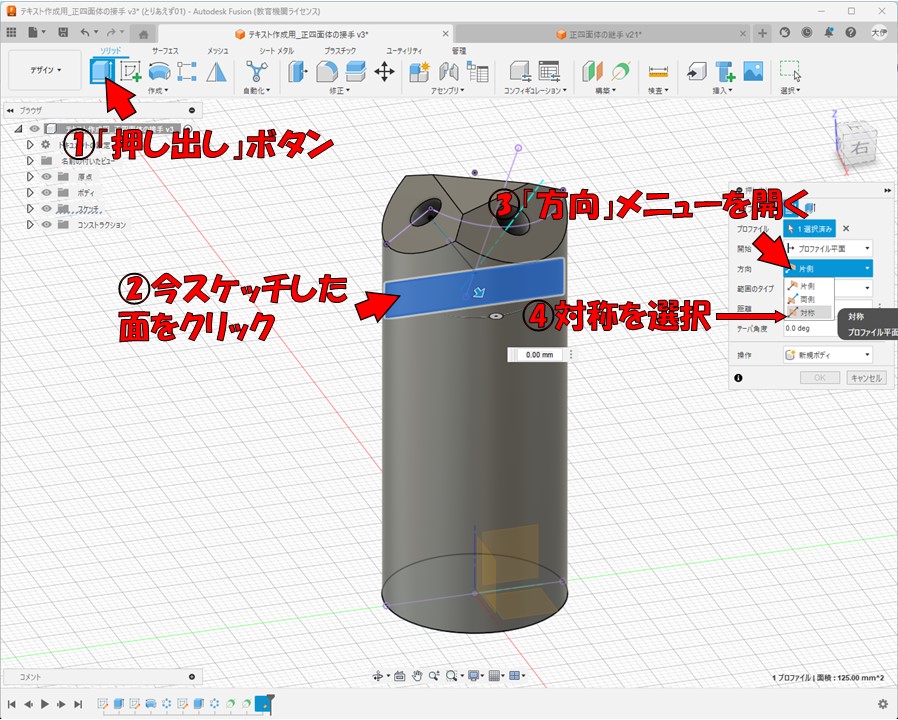 テキスト作成用_正四面体の接手 v3* (とりあえず01) - Autodesk Fusion (教育機関ライセンス)
テキスト作成用_正四面体の接手 v3*
正四面体の継手 v21*
大伊
ソリッド
サーフェス
メッシュ
シート メタル
プラスチック
ユーティリティ
管理
デザイン
作成
自動化
修正
アセンブリ
コンフィギュレーション
構築
検査
挿入
選択
ブラウザ
①「押し出し」ボタン
名前の付いたビュー
原点
ボディ
スケッチ
コンストラクション
②今スケッチした
面をクリック
③「方向」メニューを開く
プロファイル
1 選択済み
開始
プロファイル平面
方向
片側
範囲のタイプ
片側
両側
距離
対称
④対称を選択
対称
プロファイル平面
テーパ角度
0.0 deg
操作
新規ボディ
OK
キャンセル
0.00 mm
Z
X
右
コメント
1 プロファイル | 面積 : 125.00 mm^2